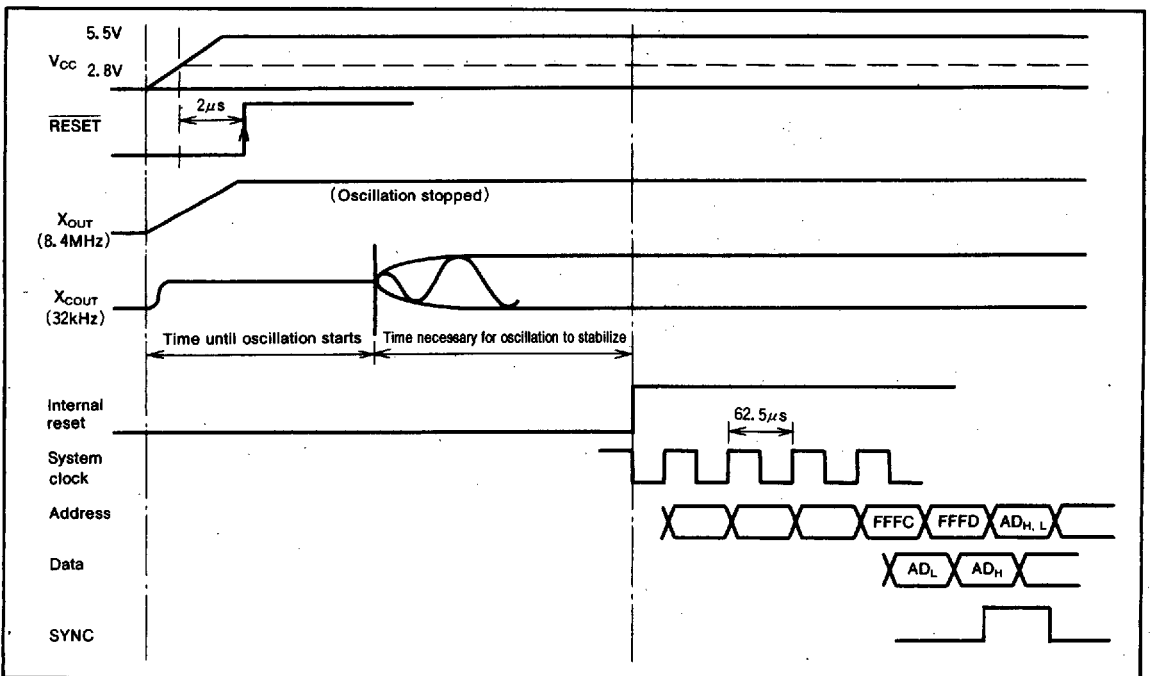 5.5V
VCC
2.8V
2μs
RESET
(Oscillation stopped)
XOUT
(8.4MHz)
XCOUT
(32kHz)
Time until oscillation starts
Time necessary for oscillation to stabilize
Internal
reset
62.5μs
System
clock
Address
FFFC FFFD ADH, L
Data
ADL ADH
SYNC